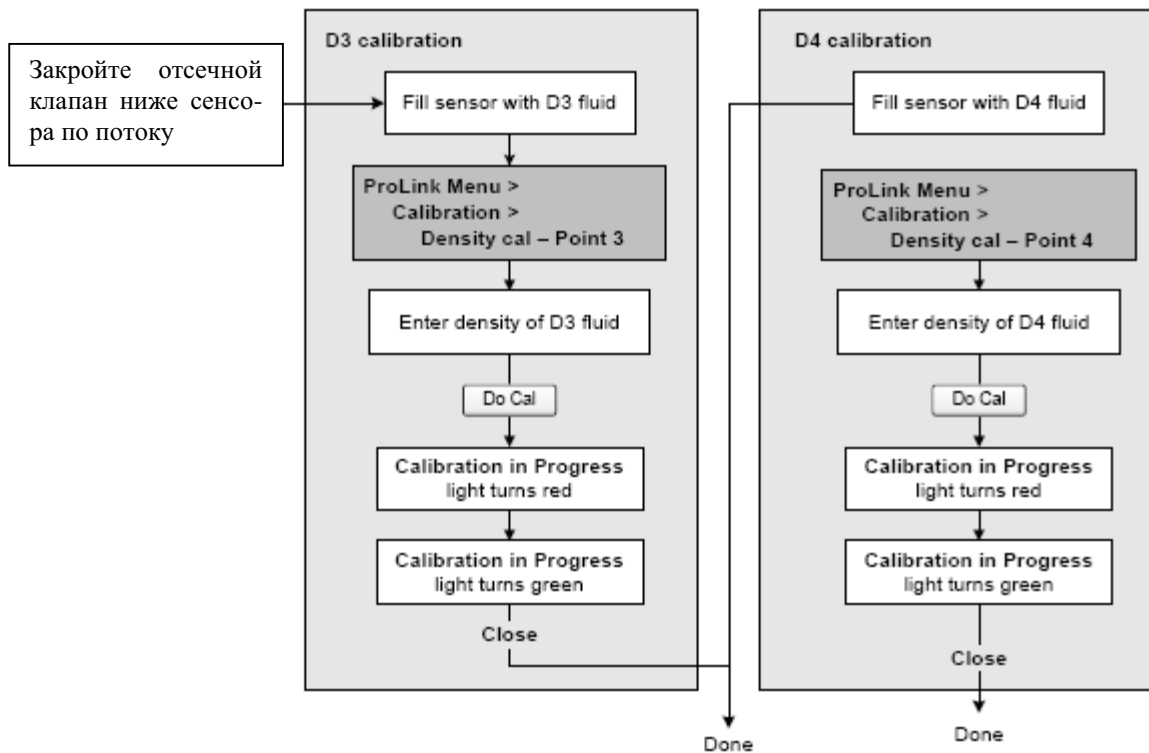 Закройте отсечной
клапан ниже сенсо-
ра по потоку
D3 calibration
Fill sensor with D3 fluid
ProLink Menu >
Calibration >
Density cal – Point 3
Enter density of D3 fluid
Do Cal
Calibration in Progress
light turns red
Calibration in Progress
light turns green
Close
Done
D4 calibration
Fill sensor with D4 fluid
ProLink Menu >
Calibration >
Density cal – Point 4
Enter density of D4 fluid
Do Cal
Calibration in Progress
light turns red
Calibration in Progress
light turns green
Close
Done